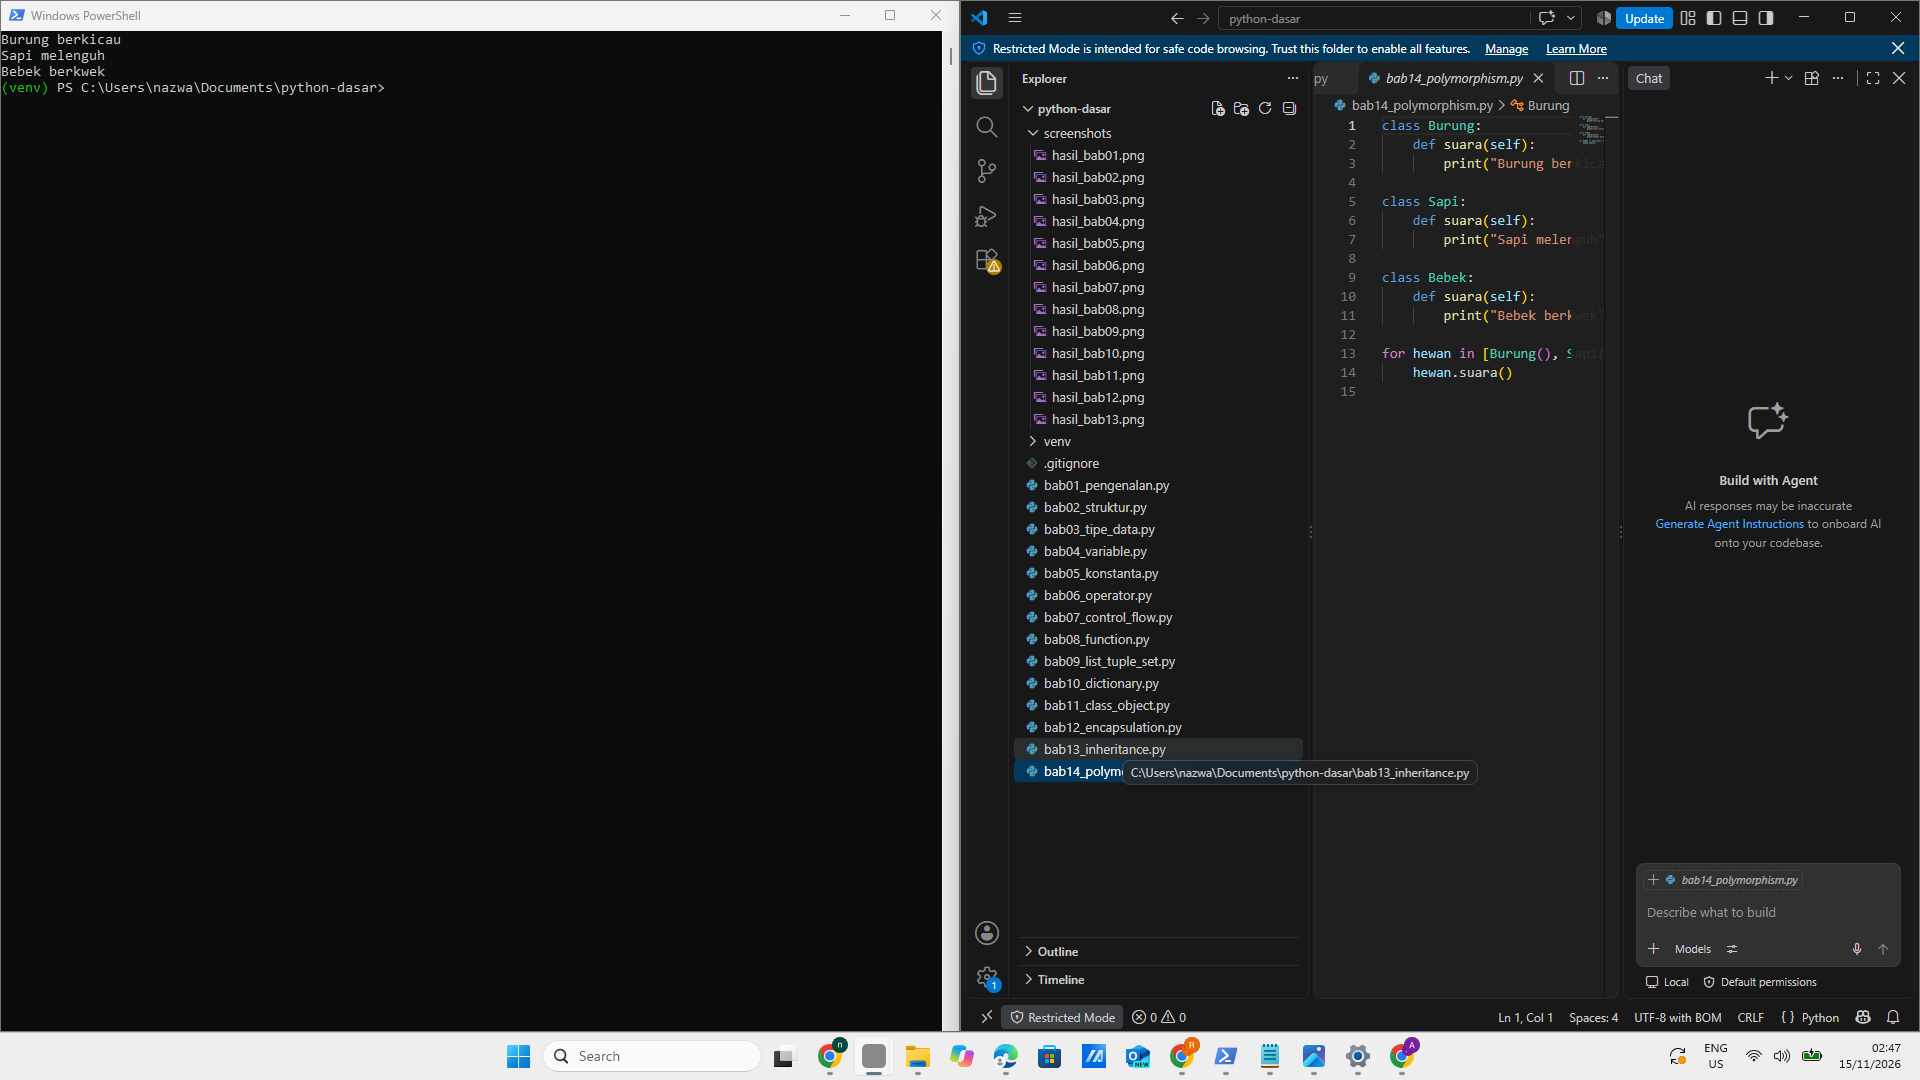 Windows PowerShell
Burung berkicau
Sapi melenguh
Bebek berkwek
(venv) PS C:\Users\nazwa\Documents\python-dasar>
python-dasar
Update
Restricted Mode is intended for safe code browsing. Trust this folder to enable all features. Manage Learn More
Explorer
python-dasar
screenshots
hasil_bab01.png
hasil_bab02.png
hasil_bab03.png
hasil_bab04.png
hasil_bab05.png
hasil_bab06.png
hasil_bab07.png
hasil_bab08.png
hasil_bab09.png
hasil_bab10.png
hasil_bab11.png
hasil_bab12.png
hasil_bab13.png
venv
.gitignore
bab01_pengenalan.py
bab02_struktur.py
bab03_tipe_data.py
bab04_variable.py
bab05_konstanta.py
bab06_operator.py
bab07_control_flow.py
bab08_function.py
bab09_list_tuple_set.py
bab10_dictionary.py
bab11_class_object.py
bab12_encapsulation.py
bab13_inheritance.py
bab14_polym
C:\Users\nazwa\Documents\python-dasar\bab13_inheritance.py
Outline
Timeline
py
bab14_polymorphism.py
bab14_polymorphism.py > Burung
1 class Burung:
2 def suara(self):
3 print("Burung berkica
4
5 class Sapi:
6 def suara(self):
7 print("Sapi melenguh"
8
9 class Bebek:
10 def suara(self):
11 print("Bebek berkwek"
12
13 for hewan in [Burung(), Sapi(
14 hewan.suara()
15
Chat
Build with Agent
AI responses may be inaccurate
Generate Agent Instructions to onboard AI
onto your codebase.
bab14_polymorphism.py
Describe what to build
Models
Local
Default permissions
1
Restricted Mode
0
0
Ln 1, Col 1
Spaces: 4
UTF-8 with BOM
CRLF
{ } Python
Search
n
NEW
R
A
ENG
US
02:47
15/11/2026